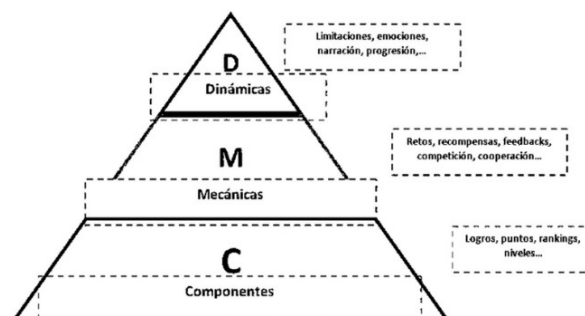 D
Dinámicas
Limitaciones, emociones,
narración, progresión,...
M
Mecánicas
Retos, recompensas, feedbacks,
competición, cooperación...
C
Componentes
Logros, puntos, rankings,
niveles...